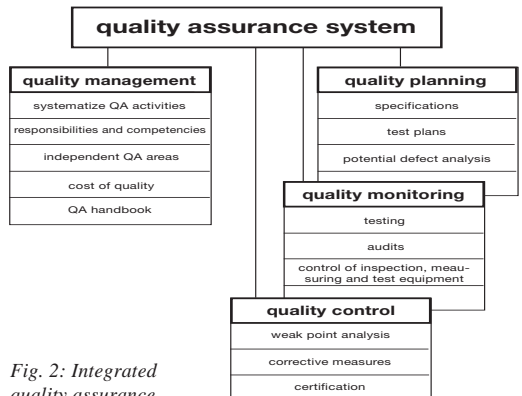 quality assurance system
quality management
systematize QA activities
responsibilities and competencies
independent QA areas
cost of quality
QA handbook
quality planning
specifications
test plans
potential defect analysis
quality monitoring
testing
audits
control of inspection, meau-
suring and test equipment
quality control
weak point analysis
corrective measures
certification
Fig. 2: Integrated
quality assurance